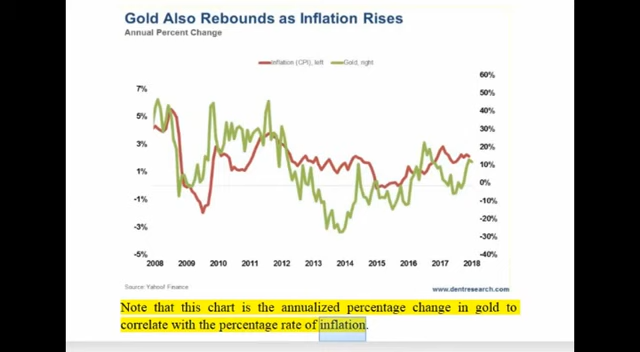 Gold Also Rebounds as Inflation Rises
Annual Percent Change
Inflation (CPI), left Gold, right
7%
5%
3%
1%
-1%
-3%
-5%
60%
50%
40%
30%
20%
10%
0%
-10%
-20%
-30%
-40%
2008 2009 2010 2011 2012 2013 2014 2015 2016 2017 2018
Source: Yahoo! Finance
www.dentresearch.com
Note that this chart is the annualized percentage change in gold to
correlate with the percentage rate of inflation.